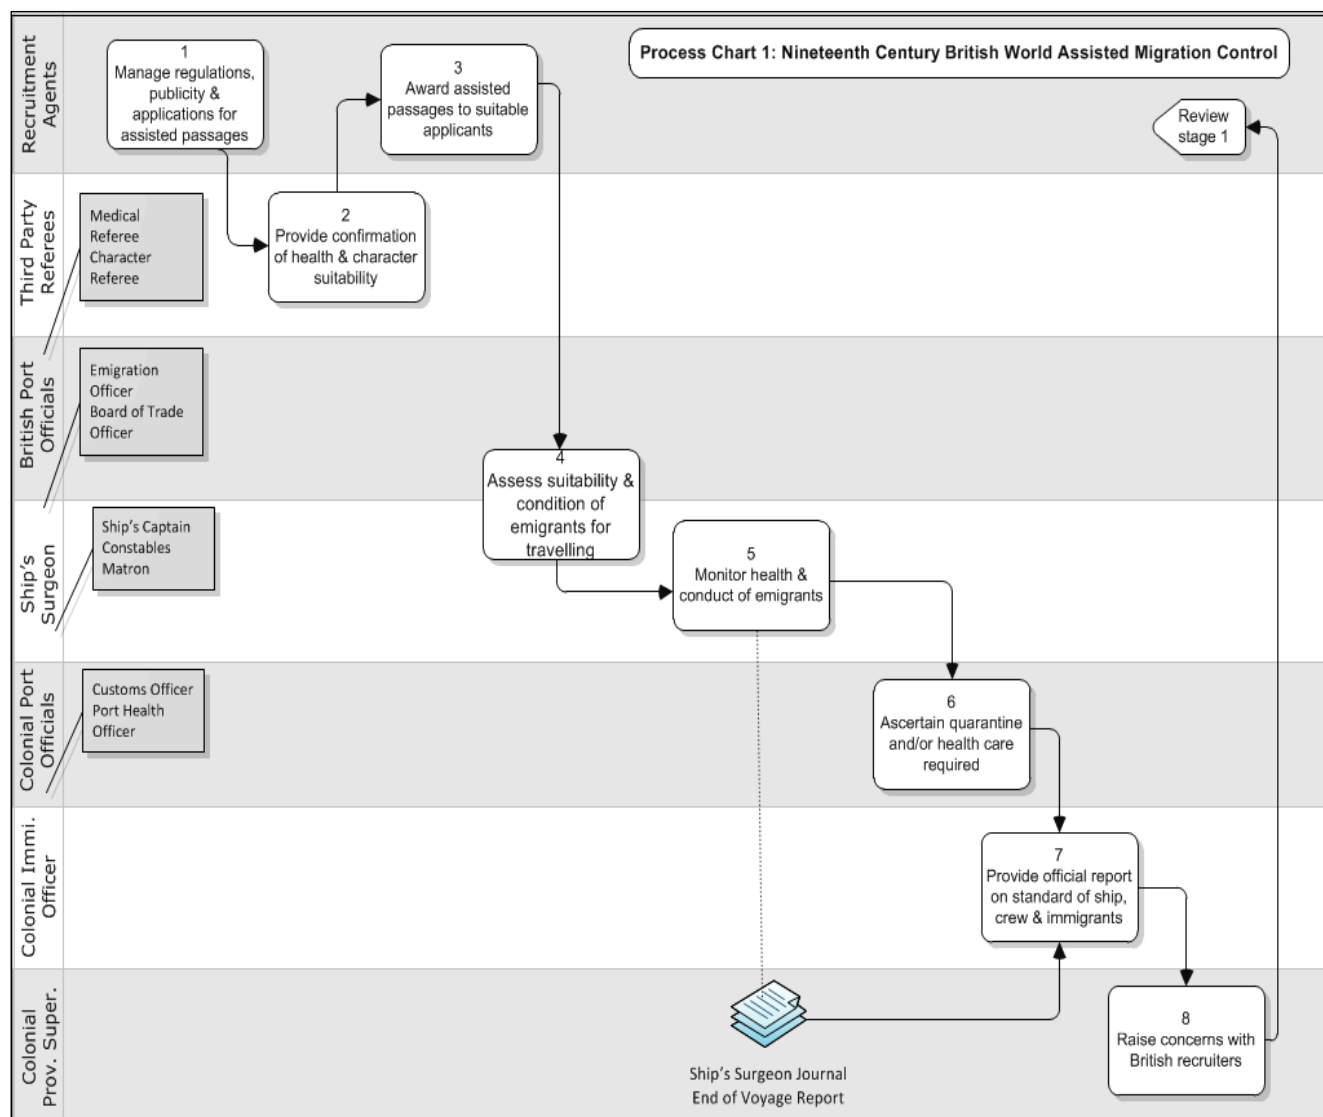 Process Chart 1: Nineteenth Century British World Assisted Migration Control
Recruitment
Agents
1
Manage regulations,
publicity &
applications for
assisted passages
3
Award assisted
passages to suitable
applicants
Review
stage 1
Third Party
Referees
Medical
Referee
Character
Referee
2
Provide confirmation
of health & character
suitability
British Port
Officials
Emigration
Officer
Board of Trade
Officer
4
Assess suitability &
condition of
emigrants for
travelling
Ship's
Surgeon
Ship's Captain
Constables
Matron
5
Monitor health &
conduct of emigrants
Colonial Port
Officials
Customs Officer
Port Health
Officer
6
Ascertain quarantine
and/or health care
required
Colonial Immi.
Officer
7
Provide official report
on standard of ship,
crew & immigrants
Colonial
Prov. Super.
Ship's Surgeon Journal
End of Voyage Report
8
Raise concerns with
British recruiters